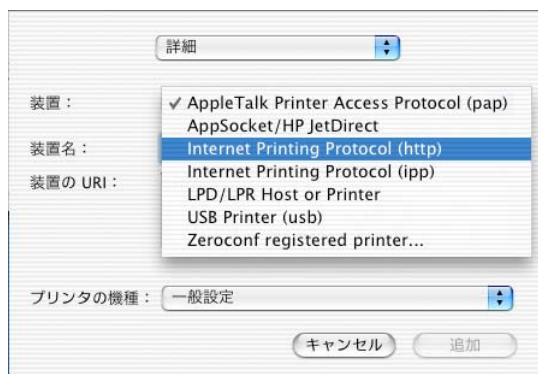 詳細
装置：
✓ AppleTalk Printer Access Protocol (pap)
AppSocket/HP JetDirect
装置名：
Internet Printing Protocol (http)
Internet Printing Protocol (ipp)
装置の URI：
LPD/LPR Host or Printer
USB Printer (usb)
Zeroconf registered printer...
プリンタの機種： 一般設定
キャンセル 追加